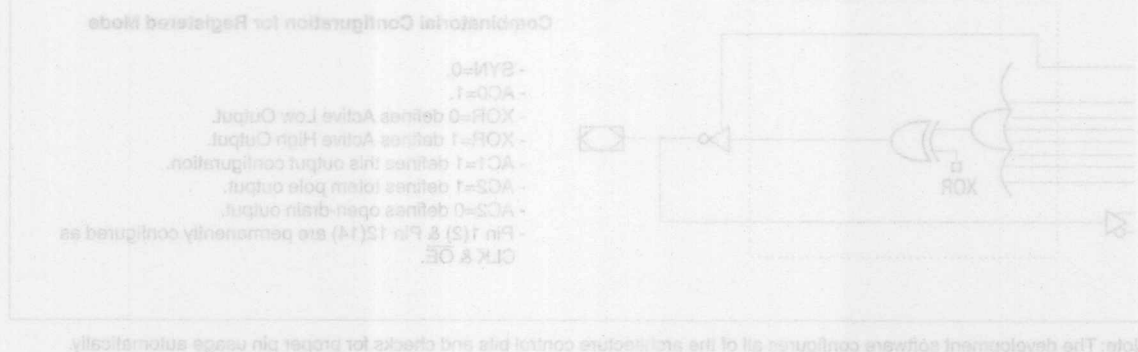 Combinatorial Configuration for Registered Mode
- SYN=0.
- AC0=1.
- XOR=0 defines Active Low Output.
- XOR=1 defines Active High Output.
- AC1=1 defines this output configuration.
- AC2=1 defines totem pole output.
- AC2=0 defines open-drain output.
- Pin 1(2) & Pin 12(14) are permanently configured as
CLK & OE.
XOR
Note: The development software configures all of the architecture control bits and checks for proper pin usage automatically.